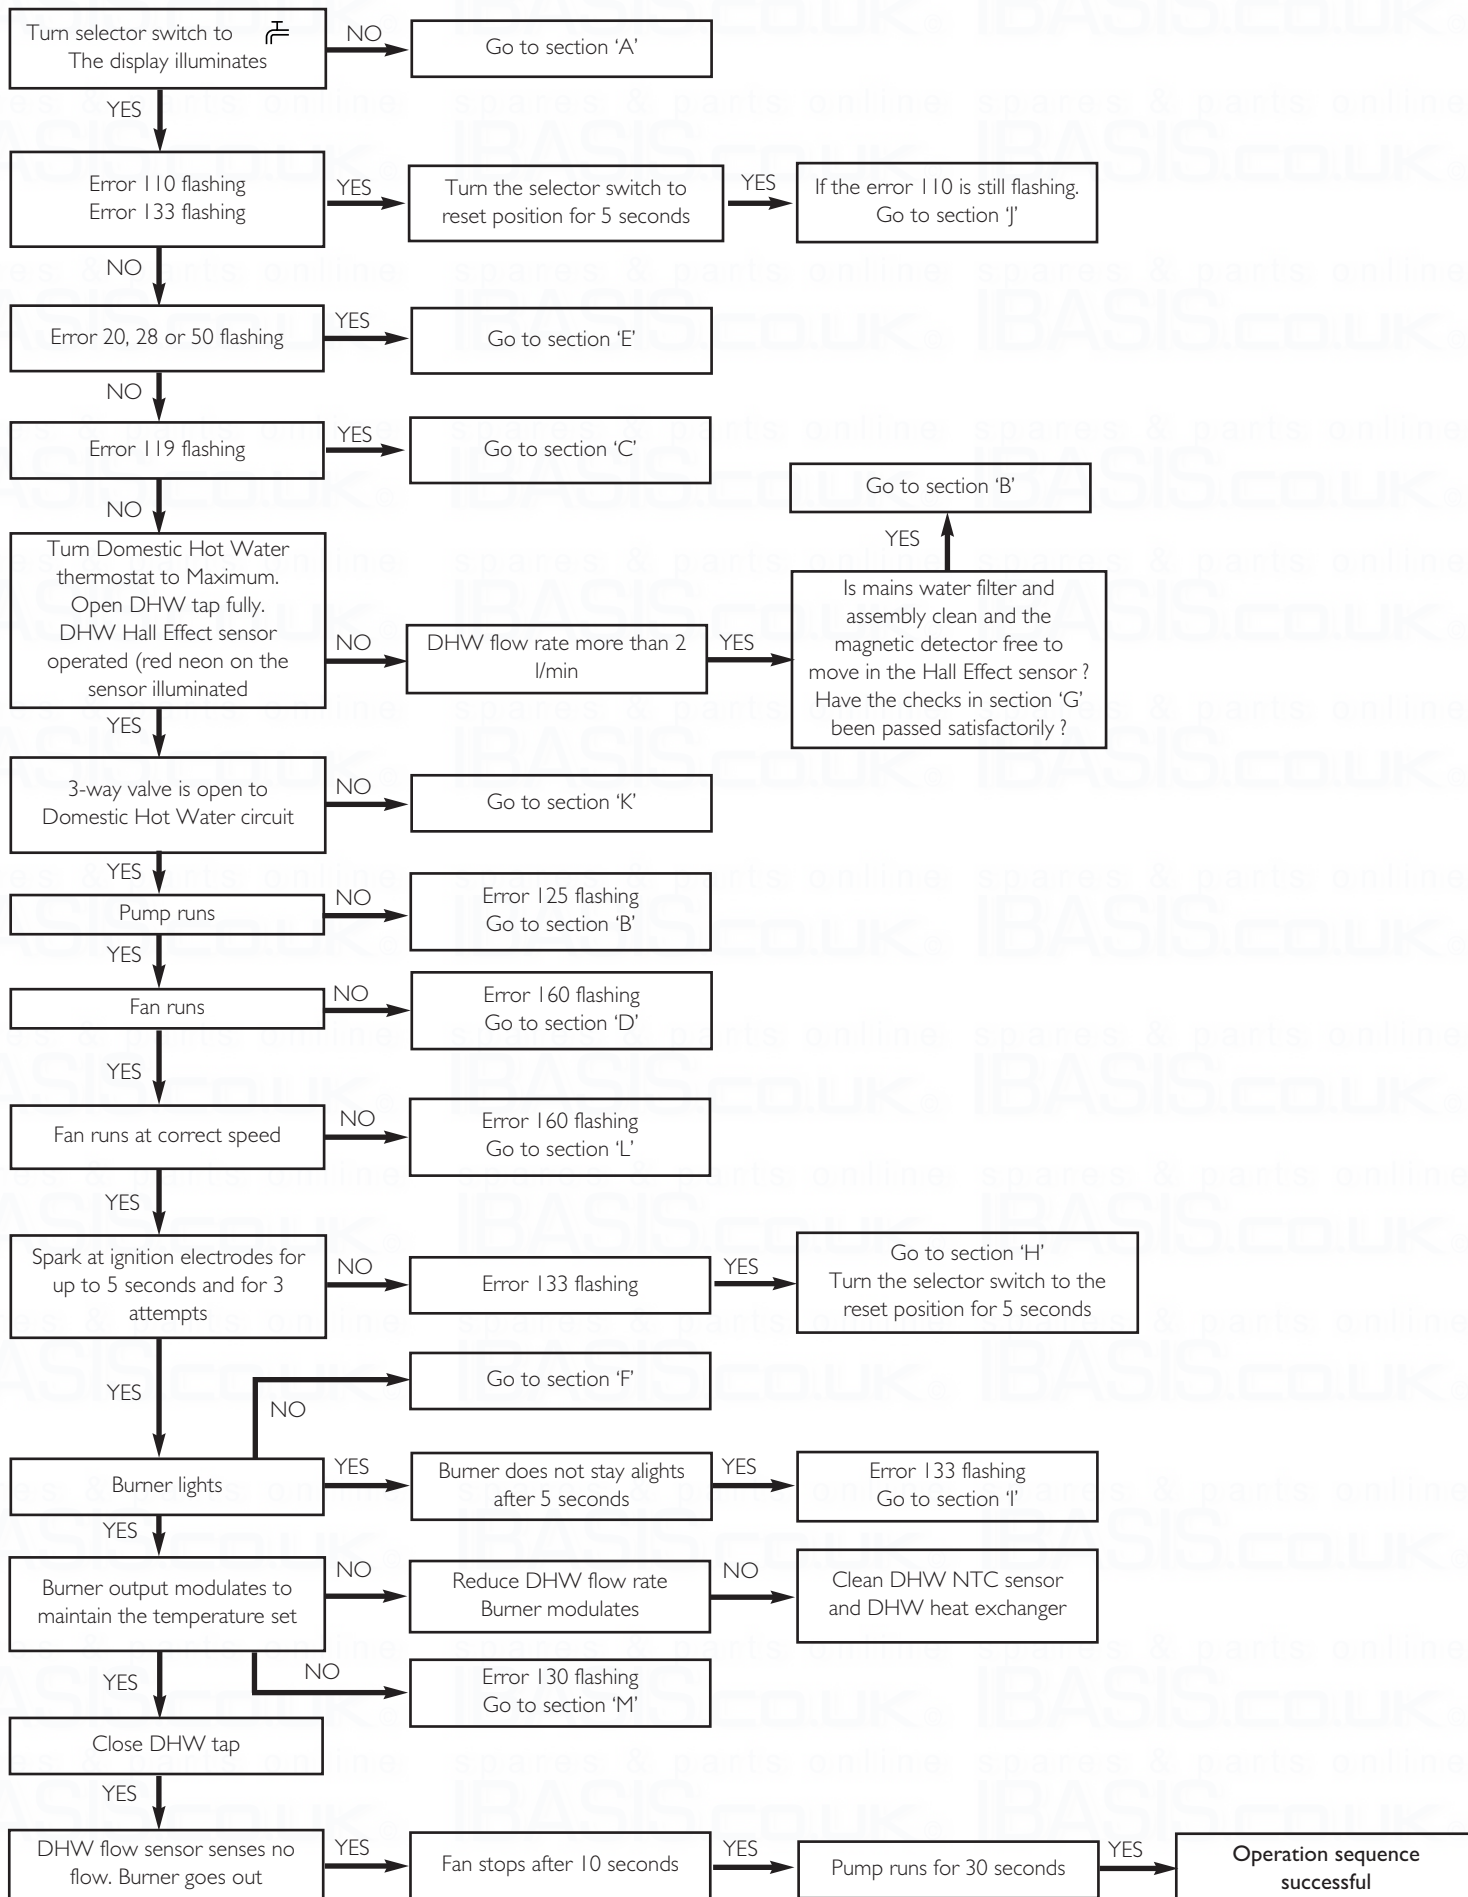 Turn selector switch to
The display illuminates
NO
Go to section ‘A’
YES
Error 110 flashing
Error 133 flashing
YES
Turn the selector switch to
reset position for 5 seconds
YES
If the error 110 is still flashing.
Go to section ‘J’
NO
Error 20, 28 or 50 flashing
YES
Go to section ‘E’
NO
Error 119 flashing
YES
Go to section ‘C’
NO
Turn Domestic Hot Water
thermostat to Maximum.
Open DHW tap fully.
DHW Hall Effect sensor
operated (red neon on the
sensor illuminated
NO
DHW flow rate more than 2
l/min
YES
Is mains water filter and
assembly clean and the
magnetic detector free to
move in the Hall Effect sensor ?
Have the checks in section ‘G’
been passed satisfactorily ?
YES
Go to section ‘B’
YES
3-way valve is open to
Domestic Hot Water circuit
NO
Go to section ‘K’
YES
Pump runs
NO
Error 125 flashing
Go to section ‘B’
YES
Fan runs
NO
Error 160 flashing
Go to section ‘D’
YES
Fan runs at correct speed
NO
Error 160 flashing
Go to section ‘L’
YES
Spark at ignition electrodes for
up to 5 seconds and for 3
attempts
NO
Error 133 flashing
YES
Go to section ‘H’
Turn the selector switch to the
reset position for 5 seconds
YES
NO
Go to section ‘F’
Burner lights
YES
Burner does not stay alights
after 5 seconds
YES
Error 133 flashing
Go to section ‘I’
YES
Burner output modulates to
maintain the temperature set
NO
Reduce DHW flow rate
Burner modulates
NO
Clean DHW NTC sensor
and DHW heat exchanger
YES
NO
Error 130 flashing
Go to section ‘M’
Close DHW tap
YES
DHW flow sensor senses no
flow. Burner goes out
YES
Fan stops after 10 seconds
YES
Pump runs for 30 seconds
YES
Operation sequence
successful
spares & parts online
IBASIS.co.uk